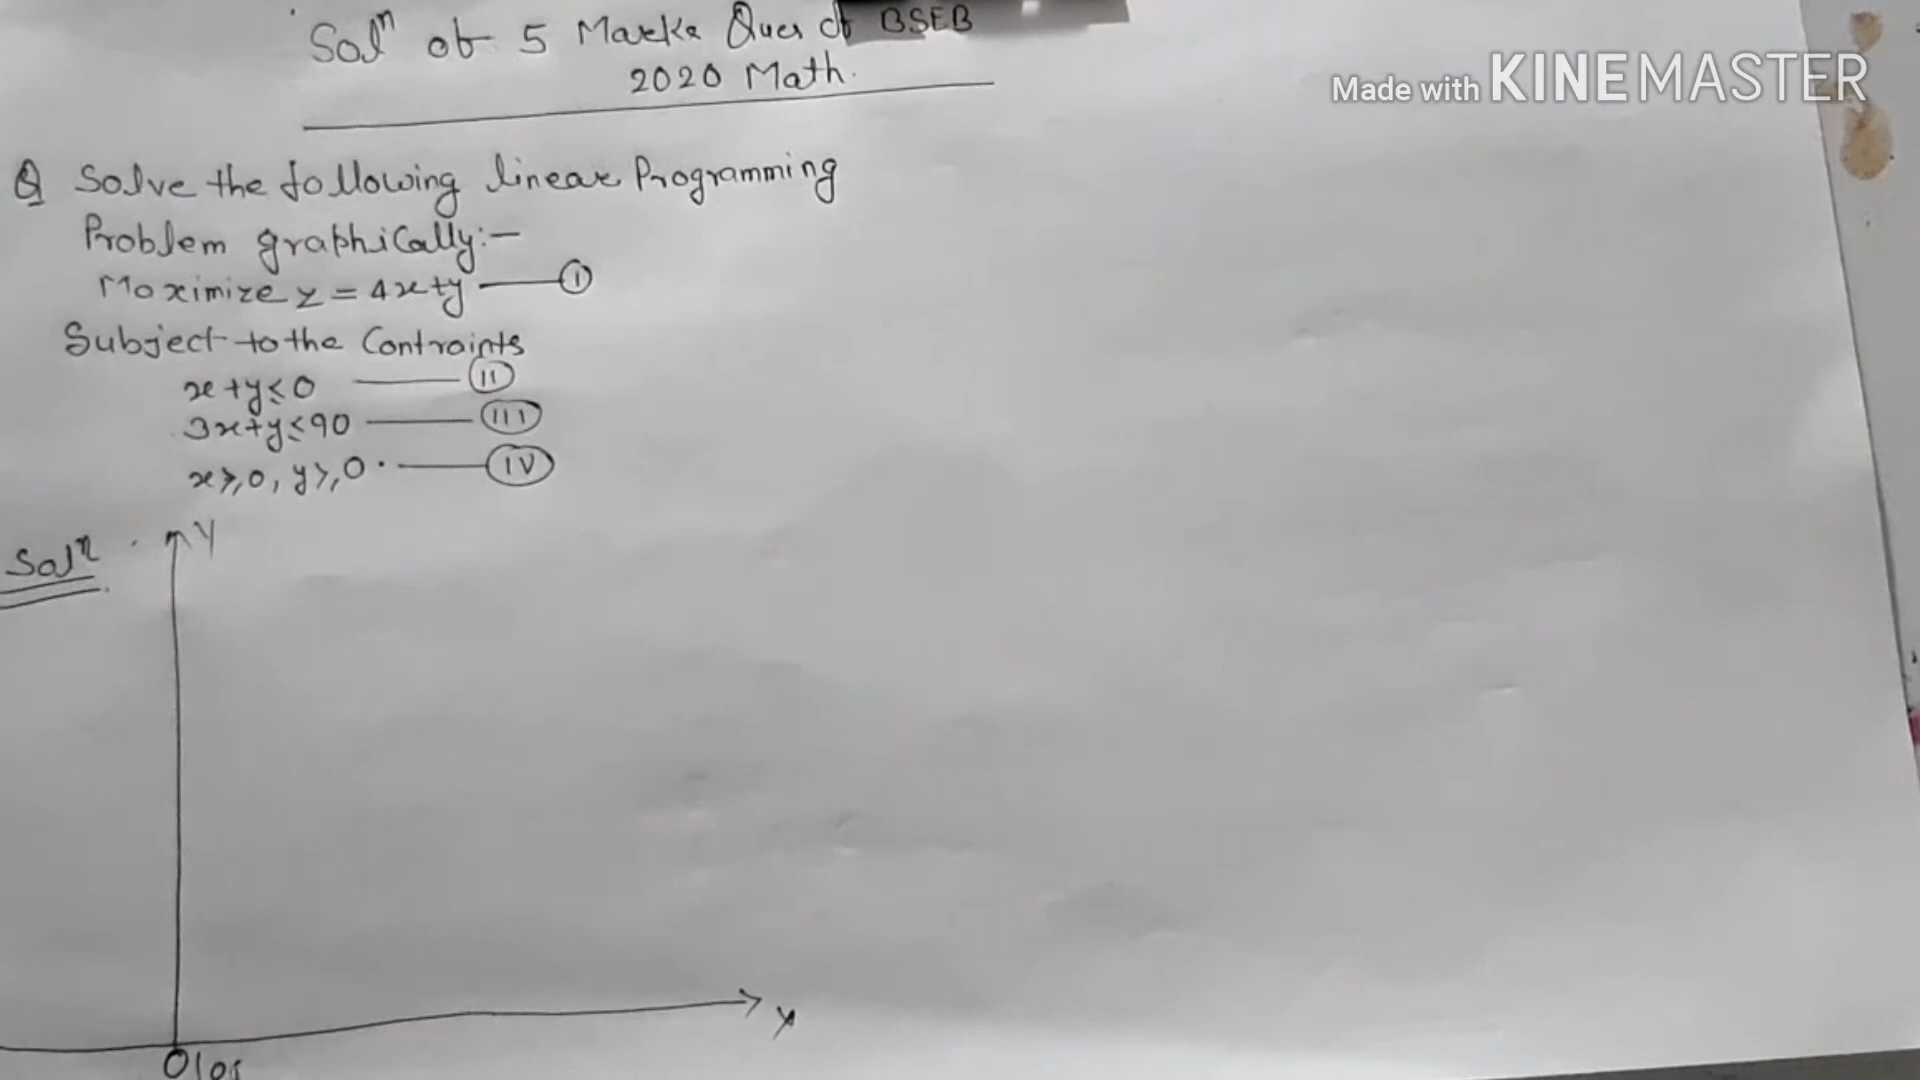 Solⁿ of 5 Marks Ques of BSEB
2020 Math.
Made with KINEMASTER
Q Solve the following linear Programming
Problem graphically:-
Maximize z = 4x+y — I
Subject to the Contraints
x+y≤0 — II
3x+y≤90 — III
x≥0, y≥0. — IV
Solⁿ
Y
X
O